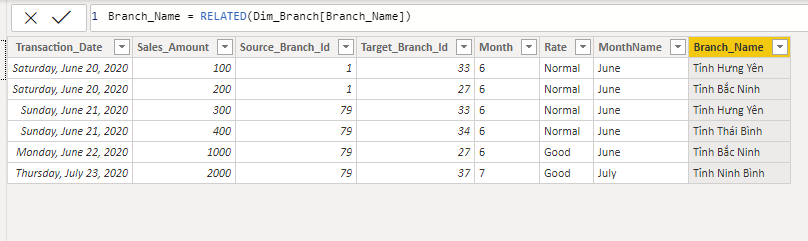 1 Branch_Name = RELATED(Dim_Branch[Branch_Name])
Transaction_Date Sales_Amount Source_Branch_Id Target_Branch_Id Month Rate MonthName Branch_Name
Saturday, June 20, 2020 100 1 33 6 Normal June Tỉnh Hưng Yên
Saturday, June 20, 2020 200 1 27 6 Normal June Tỉnh Bắc Ninh
Sunday, June 21, 2020 300 79 33 6 Normal June Tỉnh Hưng Yên
Sunday, June 21, 2020 400 79 34 6 Normal June Tỉnh Thái Bình
Monday, June 22, 2020 1000 79 27 6 Good June Tỉnh Bắc Ninh
Thursday, July 23, 2020 2000 79 37 7 Good July Tỉnh Ninh Bình